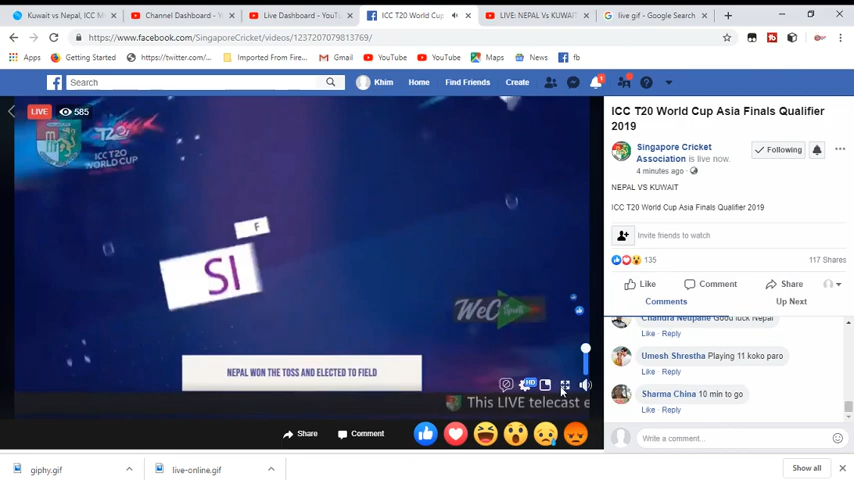 Kuwait vs Nepal, ICC M
Channel Dashboard - YouTu
Live Dashboard - YouTu
ICC T20 World Cup
LIVE: NEPAL Vs KUWAIT
live gif - Google Search
https://www.facebook.com/SingaporeCricket/videos/1237207079813769/
Apps
Getting Started
https://twitter.com/...
Imported From Fire...
Gmail
YouTube
YouTube
Maps
News
fb
Search
Khim
Home
Find Friends
Create
1
LIVE
585
T20
ICC T20
WORLD CUP
F
SI
WeC Sports
NEPAL WON THE TOSS AND ELECTED TO FIELD
HD
This LIVE telecast e
Share
Comment
ICC T20 World Cup Asia Finals Qualifier
2019
Singapore Cricket
Association is live now.
4 minutes ago
Following
NEPAL VS KUWAIT
ICC T20 World Cup Asia Finals Qualifier 2019
Invite friends to watch
135
117 Shares
Like
Comment
Share
Comments
Up Next
Chandra Neupane Good luck Nepal
Like · Reply
Umesh Shrestha Playing 11 koko paro
Like · Reply
Sharma China 10 min to go
Like · Reply
Write a comment...
giphy.gif
live-online.gif
Show all